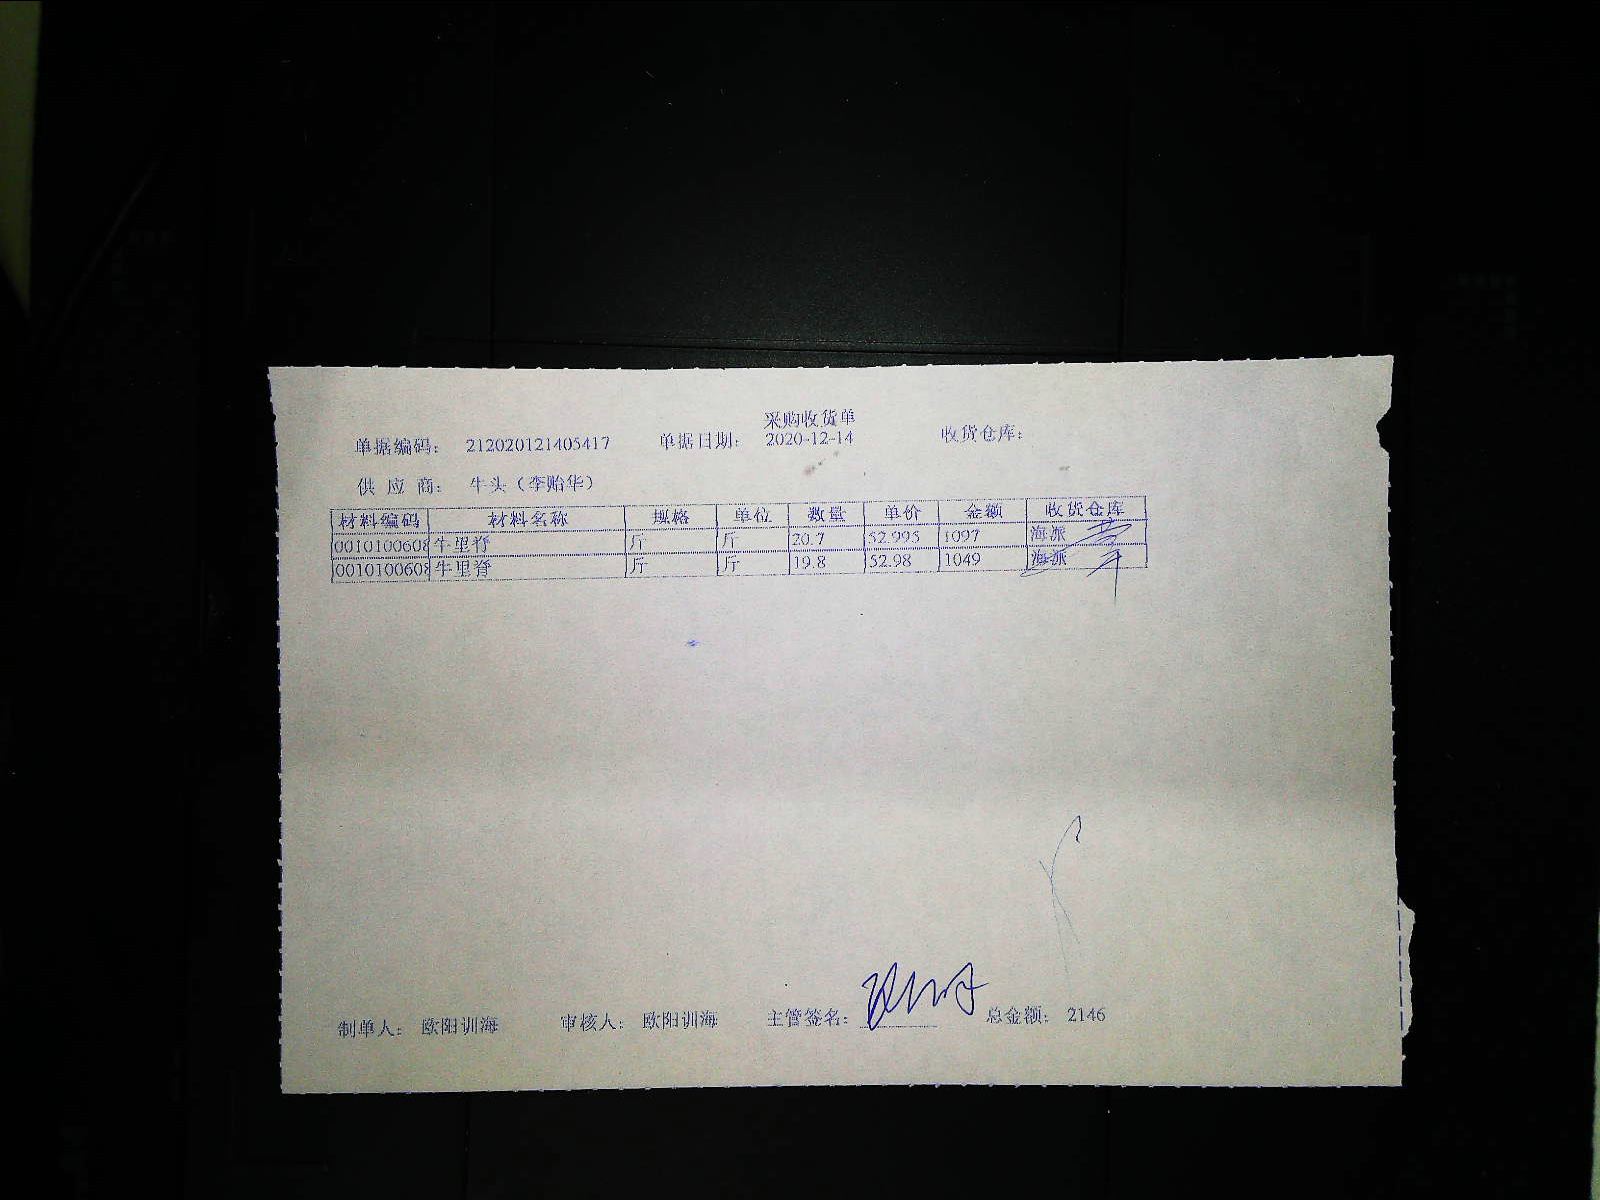 采购收货单
单据编码: 212020121405417 单据日期: 2020-12-14 收货仓库:
供应商: 牛头（李贻华）
材料编码 材料名称 规格 单位 数量 单价 金额 收货仓库
0010100608 牛里脊 斤 斤 20.7 52.995 1097 海派
0010100608 牛里脊 斤 斤 19.8 52.98 1049 海派
制单人: 欧阳训海 审核人: 欧阳训海 主管签名: 总金额: 2146